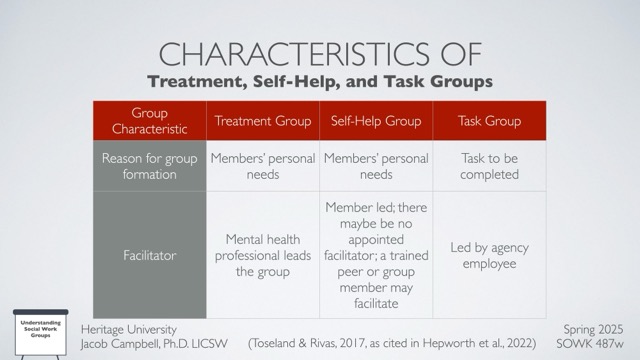 CHARACTERISTICS OF
Treatment, Self-Help, and Task Groups
Group
Characteristic
Treatment Group
Self-Help Group
Task Group
Reason for group
formation
Members' personal
needs
Members' personal
needs
Task to be
completed
Facilitator
Mental health
professional leads
the group
Member led; there
maybe be no
appointed
facilitator; a trained
peer or group
member may
facilitate
Led by agency
employee
Understanding
Social Work
Groups
Heritage University
Jacob Campbell, Ph.D. LICSW
(Toseland & Rivas, 2017, as cited in Hepworth et al., 2022)
Spring 2025
SOWK 487w